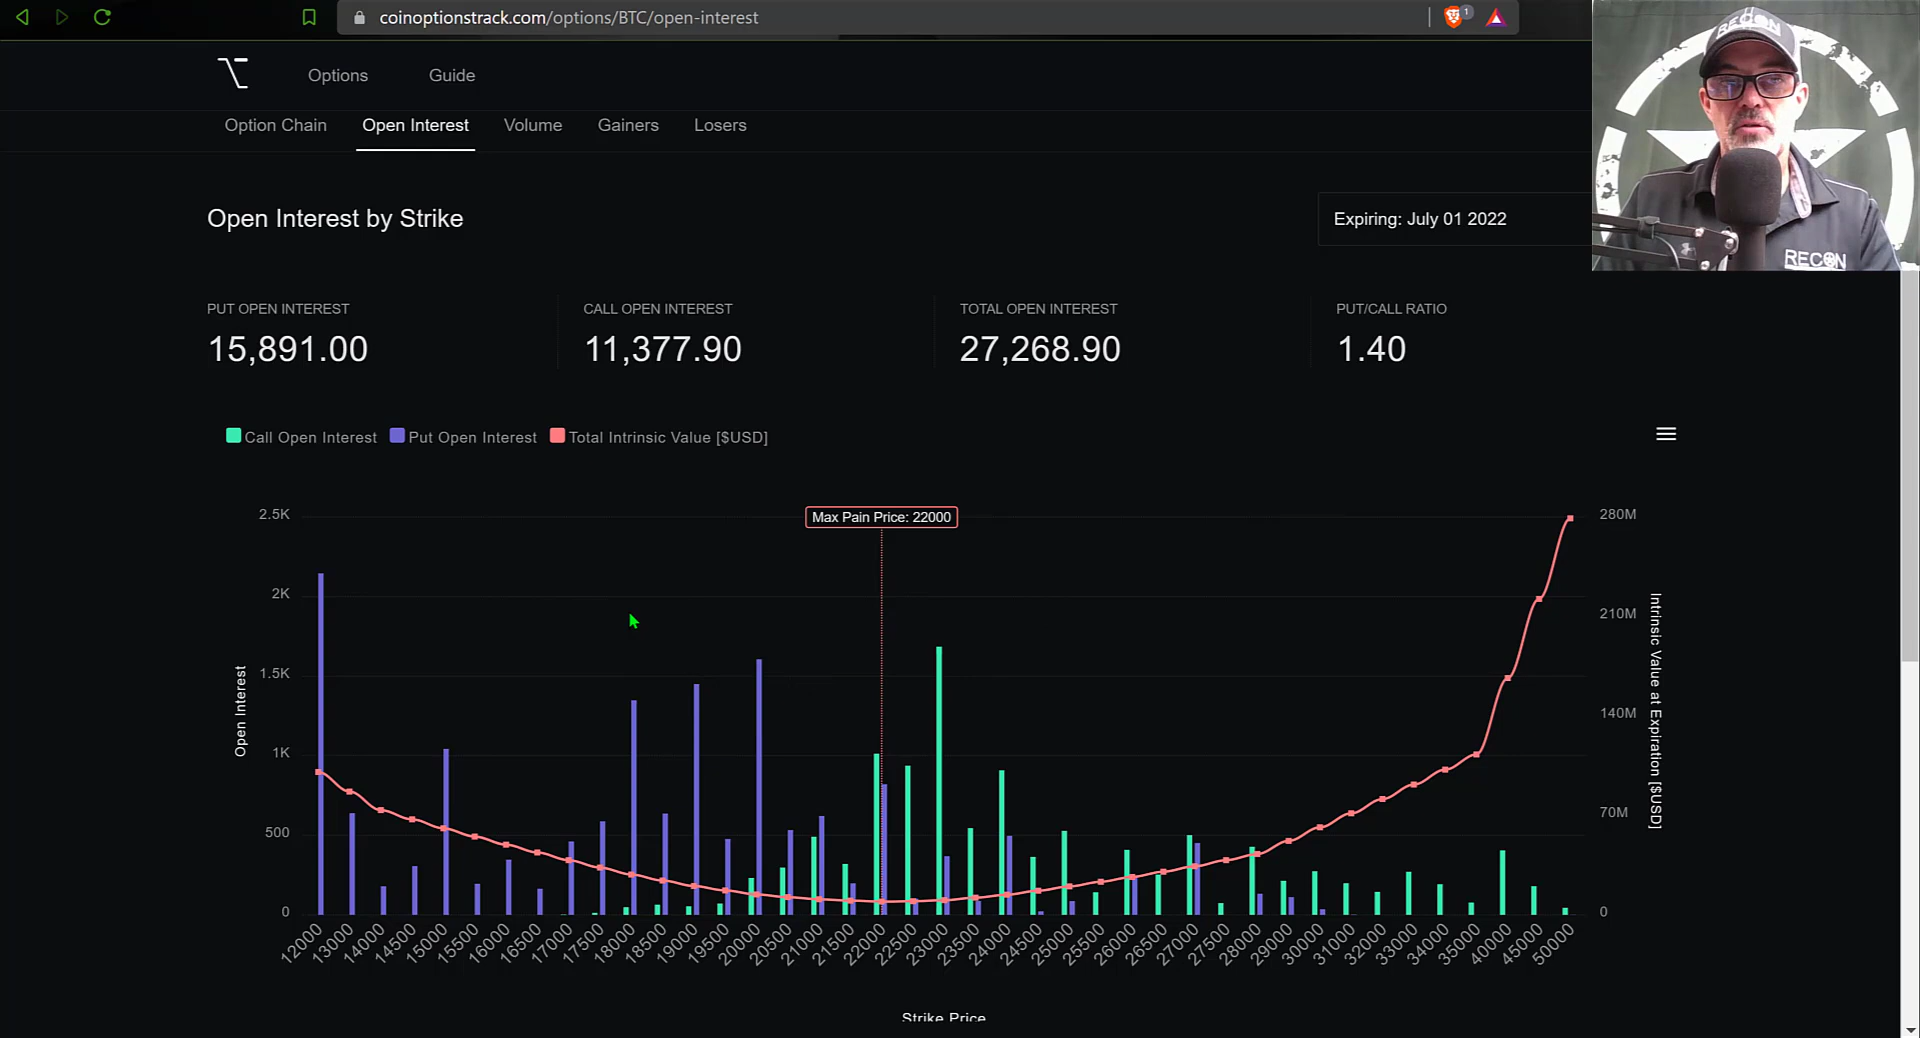 coinoptionstrack.com/options/BTC/open-interest
1
RECON
Options
Guide
Option Chain
Open Interest
Volume
Gainers
Losers
Open Interest by Strike
Expiring: July 01 2022
RECON
PUT OPEN INTEREST
15,891.00
CALL OPEN INTEREST
11,377.90
TOTAL OPEN INTEREST
27,268.90
PUT/CALL RATIO
1.40
Call Open Interest
Put Open Interest
Total Intrinsic Value [$USD]
Max Pain Price: 22000
2.5K
2K
1.5K
1K
500
0
Open Interest
280M
210M
140M
70M
0
Intrinsic Value at Expiration [$USD]
12000
13000
14000
14500
15000
15500
16000
16500
17000
17500
18000
18500
19000
19500
20000
20500
21000
21500
22000
22500
23000
23500
24000
24500
25000
25500
26000
26500
27000
27500
28000
29000
30000
31000
32000
33000
34000
35000
40000
45000
50000
Strike Price